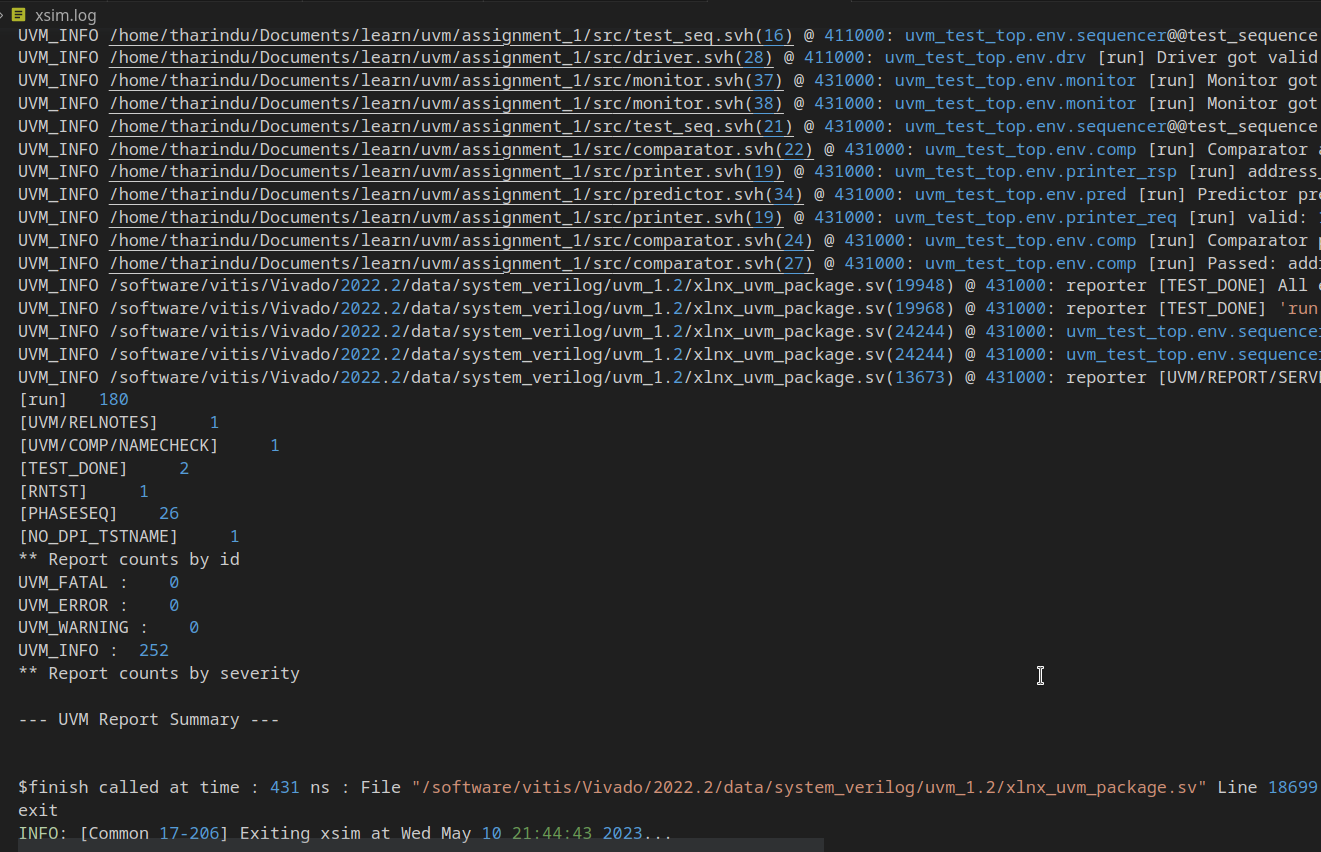 xsim.log
UVM_INFO /home/tharindu/Documents/learn/uvm/assignment_1/src/test_seq.svh(16) @ 411000: uvm_test_top.env.sequencer@@test_sequence
UVM_INFO /home/tharindu/Documents/learn/uvm/assignment_1/src/driver.svh(28) @ 411000: uvm_test_top.env.drv [run] Driver got valid
UVM_INFO /home/tharindu/Documents/learn/uvm/assignment_1/src/monitor.svh(37) @ 431000: uvm_test_top.env.monitor [run] Monitor got
UVM_INFO /home/tharindu/Documents/learn/uvm/assignment_1/src/monitor.svh(38) @ 431000: uvm_test_top.env.monitor [run] Monitor got
UVM_INFO /home/tharindu/Documents/learn/uvm/assignment_1/src/test_seq.svh(21) @ 431000: uvm_test_top.env.sequencer@@test_sequence
UVM_INFO /home/tharindu/Documents/learn/uvm/assignment_1/src/comparator.svh(22) @ 431000: uvm_test_top.env.comp [run] Comparator
UVM_INFO /home/tharindu/Documents/learn/uvm/assignment_1/src/printer.svh(19) @ 431000: uvm_test_top.env.printer_rsp [run] address_
UVM_INFO /home/tharindu/Documents/learn/uvm/assignment_1/src/predictor.svh(34) @ 431000: uvm_test_top.env.pred [run] Predictor pr
UVM_INFO /home/tharindu/Documents/learn/uvm/assignment_1/src/printer.svh(19) @ 431000: uvm_test_top.env.printer_req [run] valid:
UVM_INFO /home/tharindu/Documents/learn/uvm/assignment_1/src/comparator.svh(24) @ 431000: uvm_test_top.env.comp [run] Comparator
UVM_INFO /home/tharindu/Documents/learn/uvm/assignment_1/src/comparator.svh(27) @ 431000: uvm_test_top.env.comp [run] Passed: add
UVM_INFO /software/vitis/Vivado/2022.2/data/system_verilog/uvm_1.2/xlnx_uvm_package.sv(19948) @ 431000: reporter [TEST_DONE] All
UVM_INFO /software/vitis/Vivado/2022.2/data/system_verilog/uvm_1.2/xlnx_uvm_package.sv(19968) @ 431000: reporter [TEST_DONE] 'run
UVM_INFO /software/vitis/Vivado/2022.2/data/system_verilog/uvm_1.2/xlnx_uvm_package.sv(24244) @ 431000: uvm_test_top.env.sequence
UVM_INFO /software/vitis/Vivado/2022.2/data/system_verilog/uvm_1.2/xlnx_uvm_package.sv(24244) @ 431000: uvm_test_top.env.sequence
UVM_INFO /software/vitis/Vivado/2022.2/data/system_verilog/uvm_1.2/xlnx_uvm_package.sv(13673) @ 431000: reporter [UVM/REPORT/SERV
[run] 180
[UVM/RELNOTES] 1
[UVM/COMP/NAMECHECK] 1
[TEST_DONE] 2
[RNTST] 1
[PHASESEQ] 26
[NO_DPI_TSTNAME] 1
** Report counts by id
UVM_FATAL : 0
UVM_ERROR : 0
UVM_WARNING : 0
UVM_INFO : 252
** Report counts by severity
--- UVM Report Summary ---
$finish called at time : 431 ns : File "/software/vitis/Vivado/2022.2/data/system_verilog/uvm_1.2/xlnx_uvm_package.sv" Line 18699
exit
INFO: [Common 17-206] Exiting xsim at Wed May 10 21:44:43 2023...